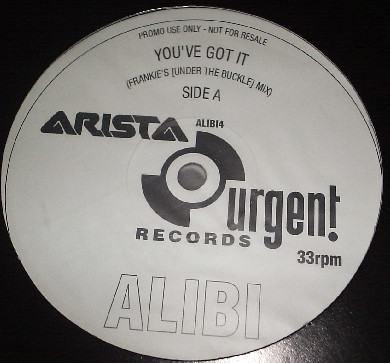 PROMO USE ONLY - NOT FOR RESALE
YOU'VE GOT IT
(FRANKIE'S [UNDER THE BUCKLE] MIX)
SIDE A
ARISTA
ALIBI4
urgent!
RECORDS
33rpm
ALIBI